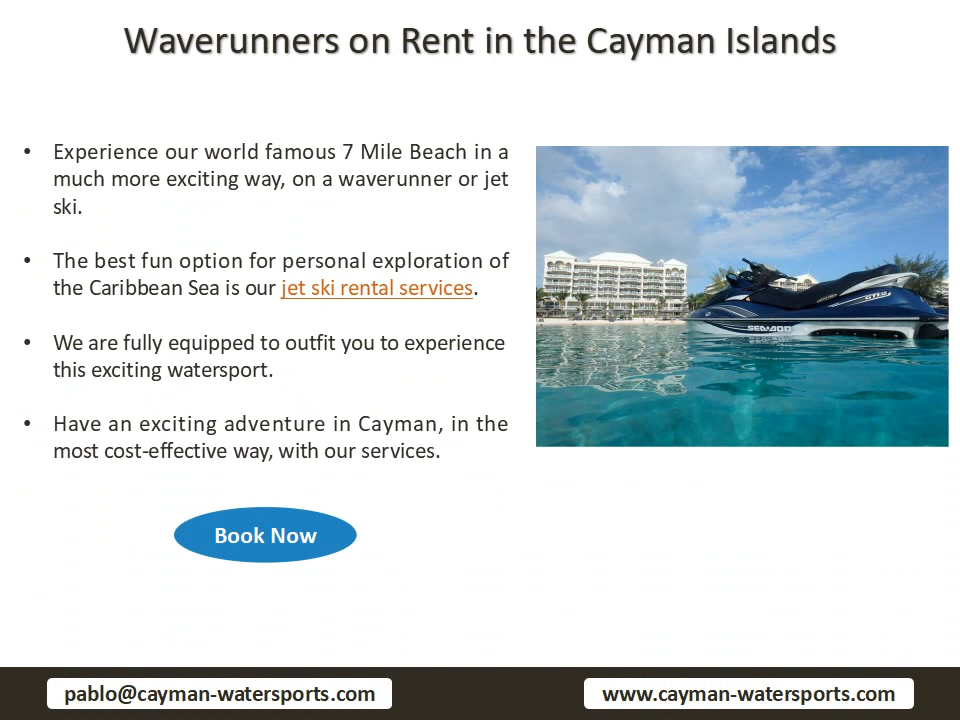 Waverunners on Rent in the Cayman Islands
• Experience our world famous 7 Mile Beach in a
much more exciting way, on a waverunner or jet
ski.
• The best fun option for personal exploration of
the Caribbean Sea is our jet ski rental services.
• We are fully equipped to outfit you to experience
this exciting watersport.
• Have an exciting adventure in Cayman, in the
most cost-effective way, with our services.
SEADOO
Book Now
pablo@cayman-watersports.com
www.cayman-watersports.com